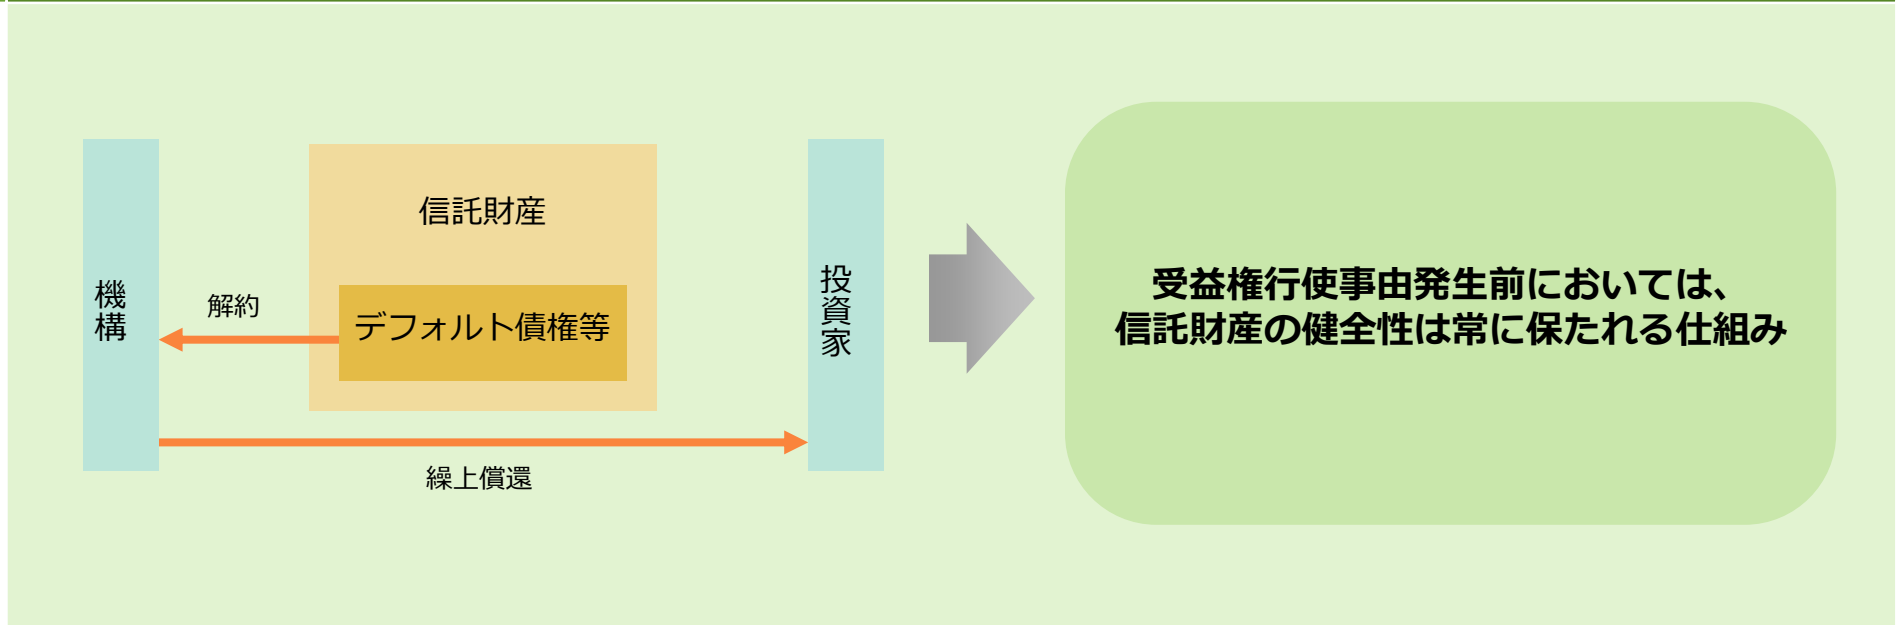 機構
解約
信託財産
デフォルト債権等
繰上償還
投資家
受益権行使事由発生前においては、
信託財産の健全性は常に保たれる仕組み